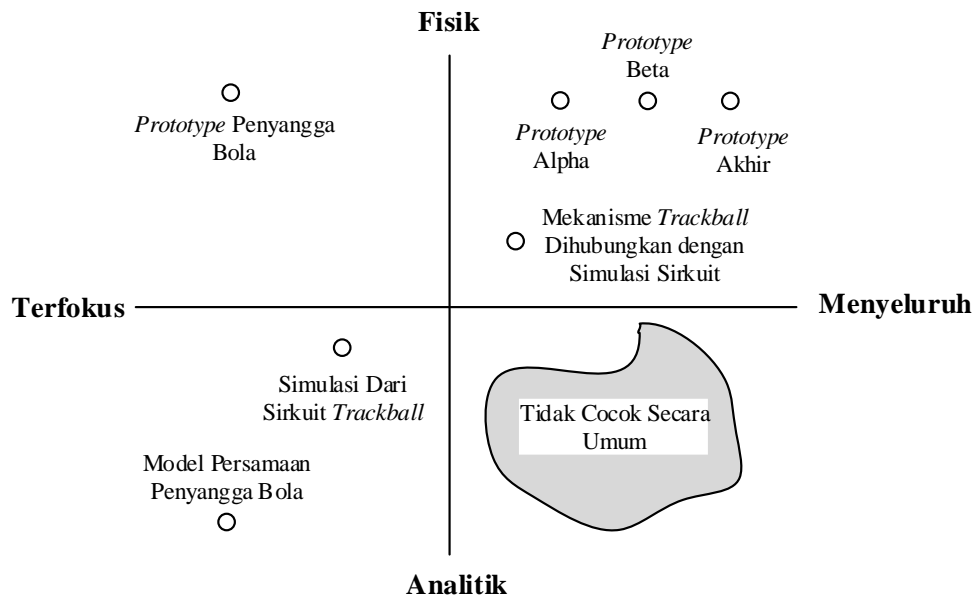 Fisik
Prototype
Beta
Prototype Penyangga
Bola
Prototype
Alpha
Prototype
Akhir
Mekanisme Trackball
Dihubungkan dengan
Simulasi Sirkuit
Terfokus
Menyeluruh
Simulasi Dari
Sirkuit Trackball
Tidak Cocok Secara
Umum
Model Persamaan
Penyangga Bola
Analitik